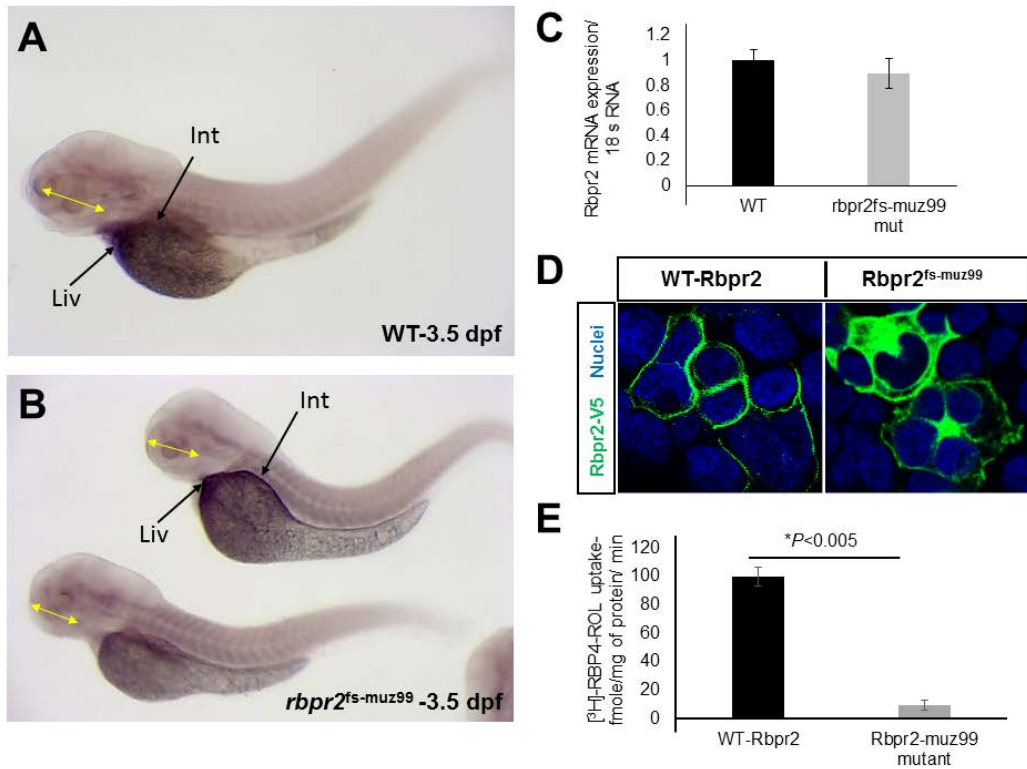 A
Int
Liv
WT-3.5 dpf
B
Int
Liv
rbpr2fs-muz99 -3.5 dpf
C
Rbpr2 mRNA expression/
18 s RNA
1.2
1
0.8
0.6
0.4
0.2
0
WT
rbpr2fs-muz99
mut
D
WT-Rbpr2
Rbpr2fs-muz99
Rbpr2-V5 Nuclei
E
[³H]-RBP4-ROL uptake-
fmole/mg of protein/ min
120
100
80
60
40
20
0
*P<0.005
WT-Rbpr2
Rbpr2-muz99
mutant